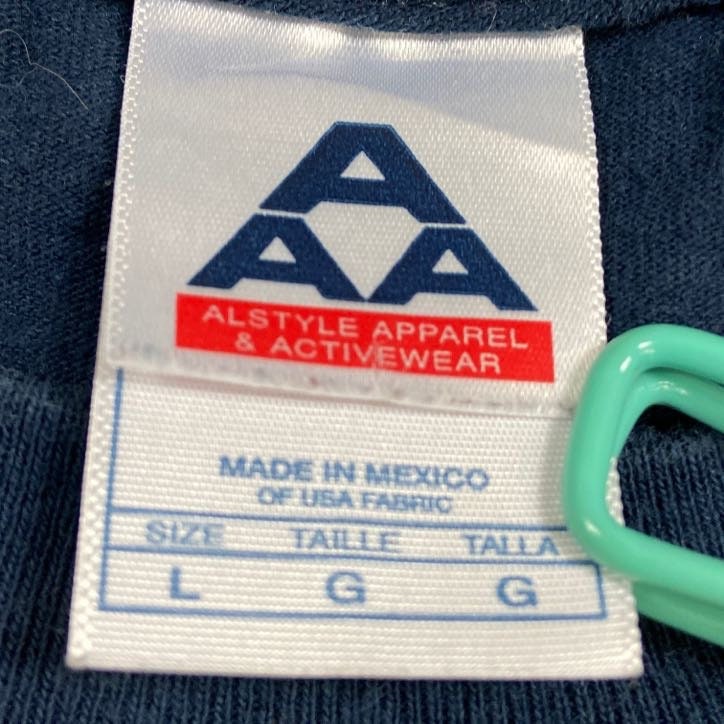 AAA
ALSTYLE APPAREL
& ACTIVEWEAR
MADE IN MEXICO
OF USA FABRIC
SIZE TAILLE TALLA
L G G